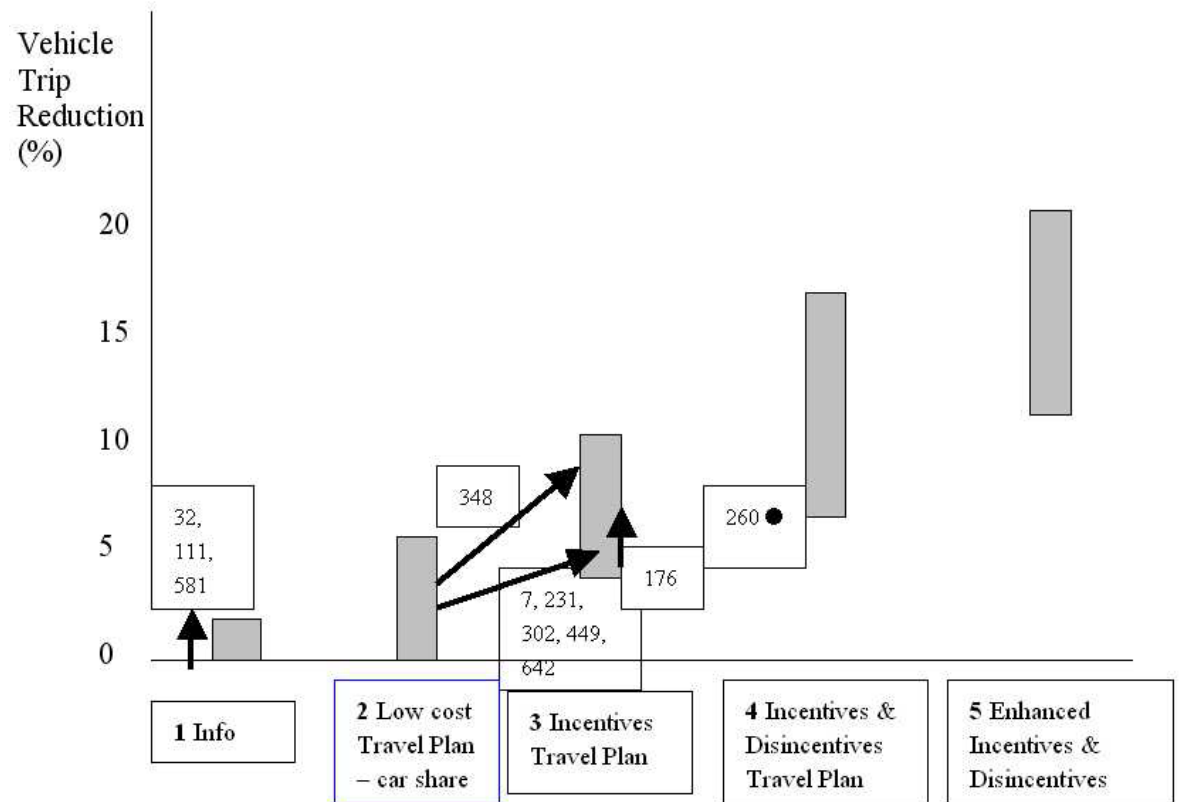 Vehicle
Trip
Reduction
(%)
20
15
10
5
0
32,
111,
581
348
7, 231,
302, 449,
642
176
260
1 Info
2 Low cost
Travel Plan
– car share
3 Incentives
Travel Plan
4 Incentives &
Disincentives
Travel Plan
5 Enhanced
Incentives &
Disincentives